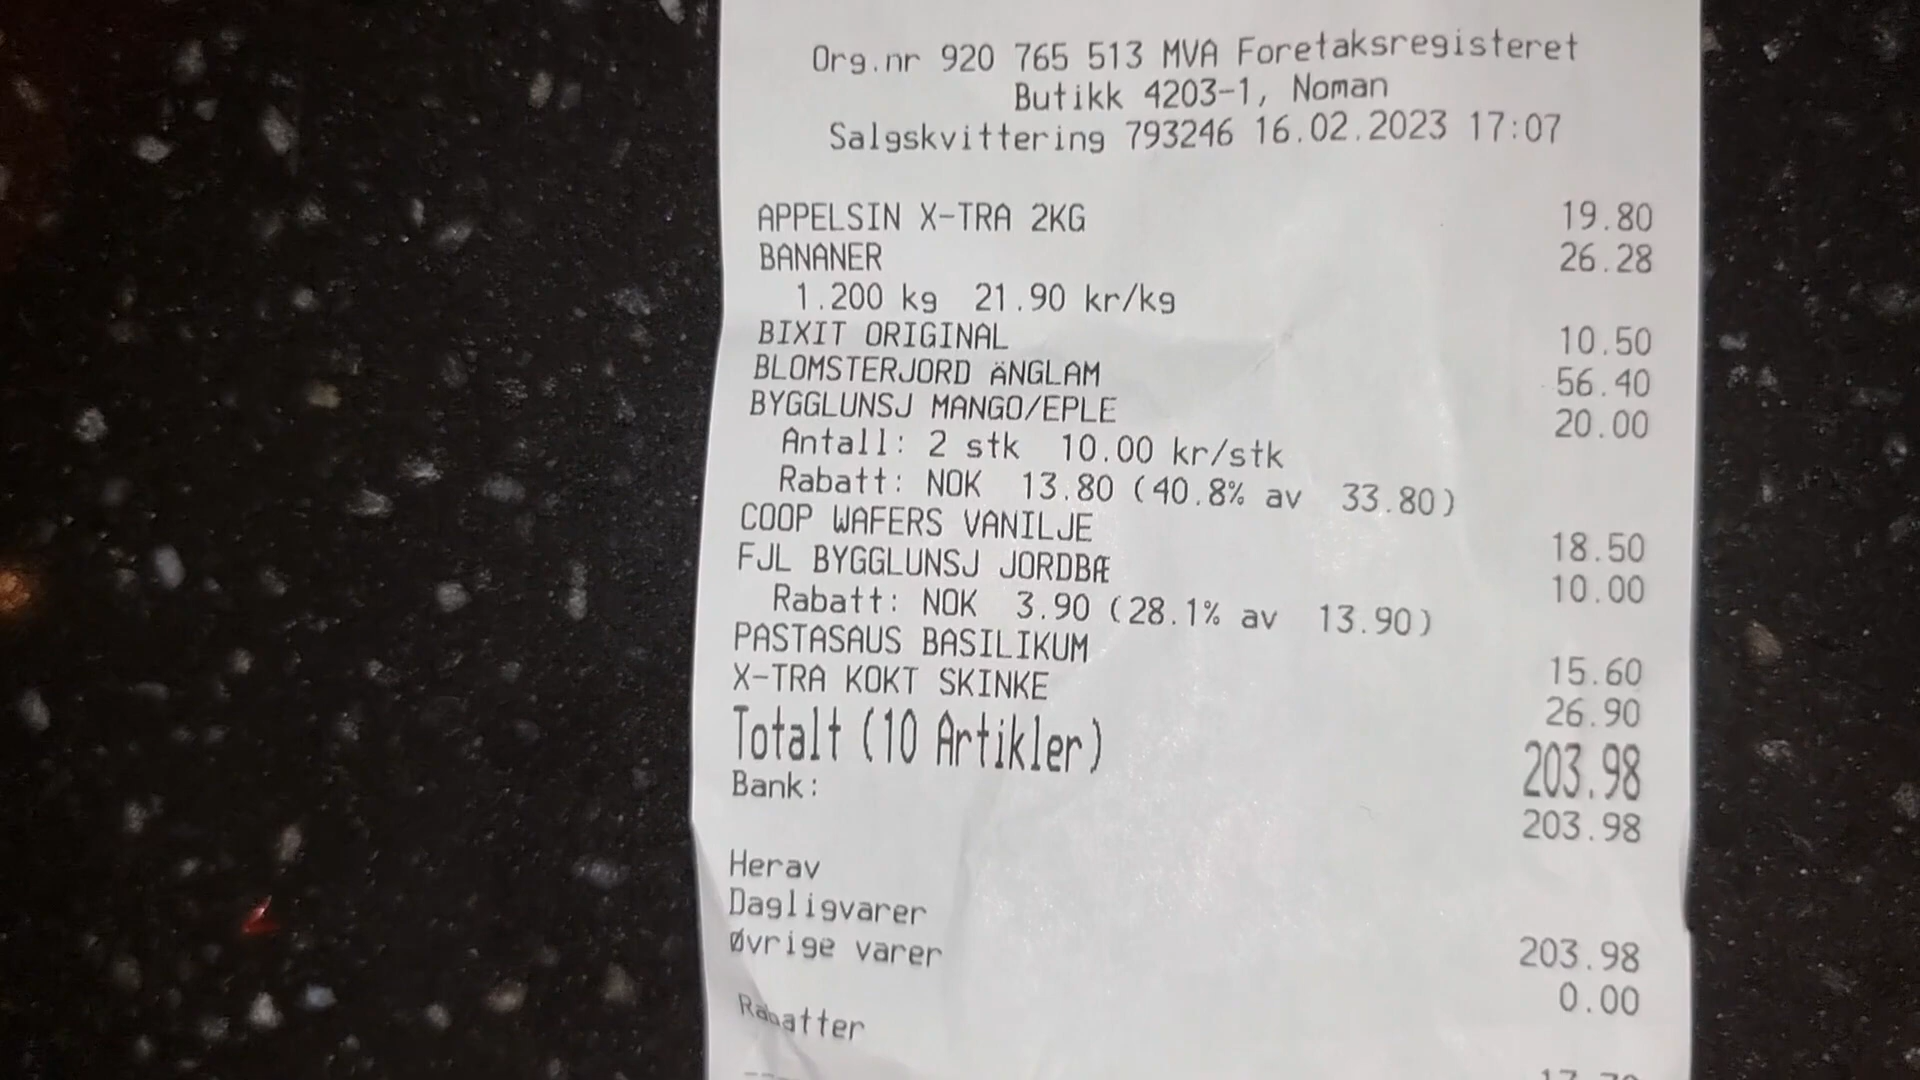 Org.nr 920 765 513 MVA Foretaksregisteret
Butikk 4203-1, Noman
Salgskvittering 793246 16.02.2023 17:07
APPELSIN X-TRA 2KG 19.80
BANANER 26.28
1.200 kg 21.90 kr/kg
BIXIT ORIGINAL 10.50
BLOMSTERJORD ÄNGLAM 56.40
BYGGLUNSJ MANGO/EPLE 20.00
Antall: 2 stk 10.00 kr/stk
Rabatt: NOK 13.80 (40.8% av 33.80)
COOP WAFERS VANILJE 18.50
FJL BYGGLUNSJ JORDBÆ 10.00
Rabatt: NOK 3.90 (28.1% av 13.90)
PASTASAUS BASILIKUM 15.60
X-TRA KOKT SKINKE 26.90
Totalt (10 Artikler) 203.98
Bank: 203.98
Herav
Dagligvarer 203.98
Øvrige varer 0.00
Rabatter